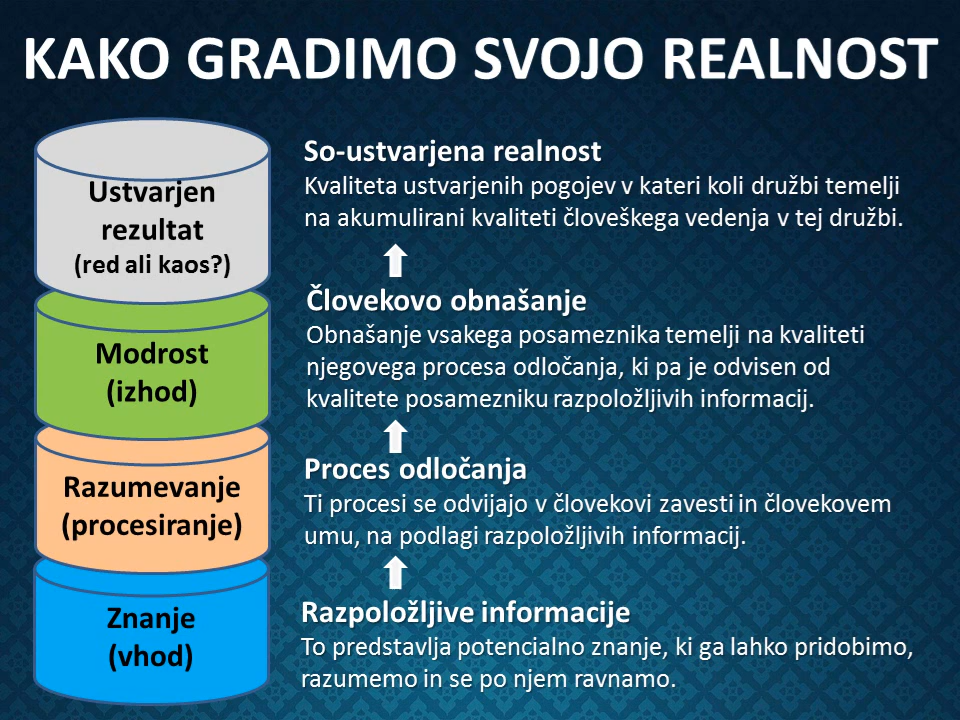 KAKO GRADIMO SVOJO REALNOST
Ustvarjen
rezultat
(red ali kaos?)
So-ustvarjena realnost
Kvaliteta ustvarjenih pogojev v kateri koli družbi temelji
na akumulirani kvaliteti človeškega vedenja v tej družbi.
Modrost
(izhod)
Človekovo obnašanje
Obnašanje vsakega posameznika temelji na kvaliteti
njegovega procesa odločanja, ki pa je odvisen od
kvalitete posamezniku razpoložljivih informacij.
Razumevanje
(procesiranje)
Proces odločanja
Ti procesi se odvijajo v človekovi zavesti in človekovem
umu, na podlagi razpoložljivih informacij.
Znanje
(vhod)
Razpoložljive informacije
To predstavlja potencialno znanje, ki ga lahko pridobimo,
razumemo in se po njem ravnamo.